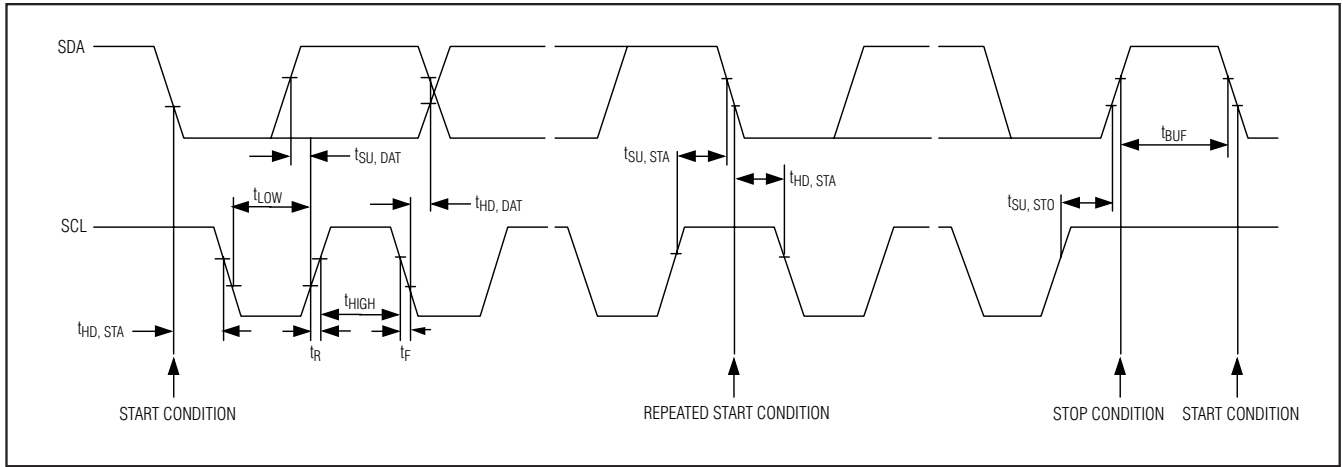 SDA
tSU, DAT
tSU, STA
tBUF
tHD, STA
tLOW
tHD, DAT
tSU, STO
SCL
tHIGH
tHD, STA
tR
tF
START CONDITION
REPEATED START CONDITION
STOP CONDITION
START CONDITION